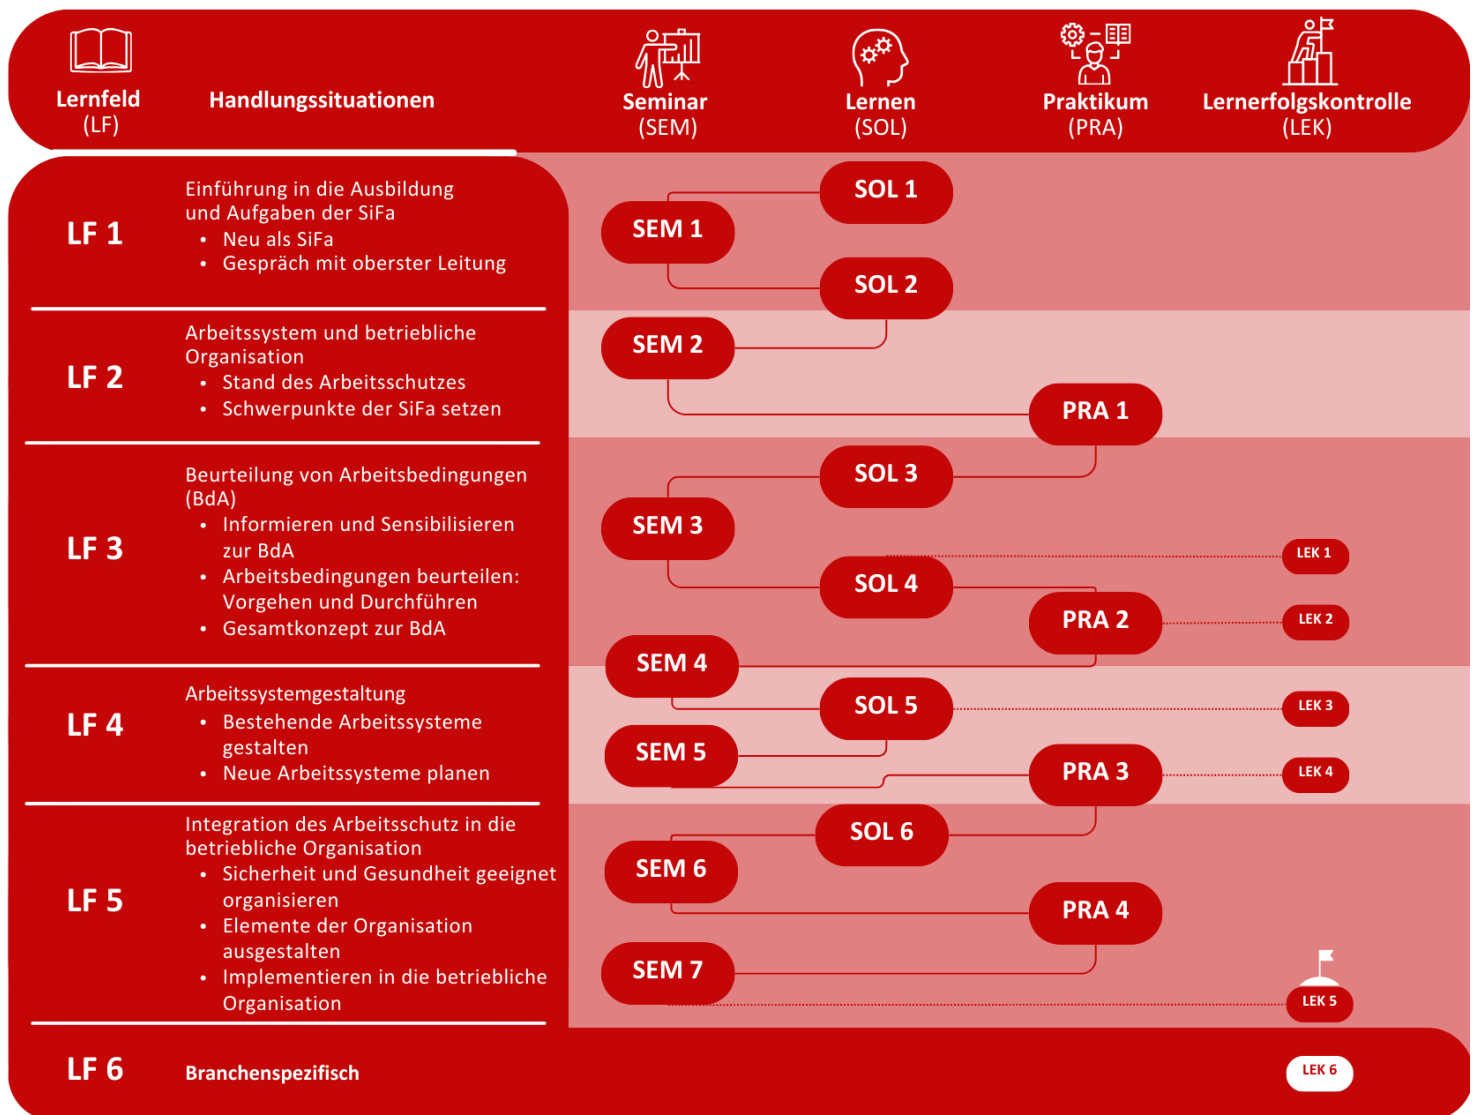 Lernfeld
(LF)
Handlungssituationen
Seminar
(SEM)
Lernen
(SOL)
Praktikum
(PRA)
Lernerfolgskontrolle
(LEK)
LF 1
Einführung in die Ausbildung
und Aufgaben der SiFa
• Neu als SiFa
• Gespräch mit oberster Leitung
SOL 1
SEM 1
SOL 2
LF 2
Arbeitssystem und betriebliche
Organisation
• Stand des Arbeitsschutzes
• Schwerpunkte der SiFa setzen
SEM 2
PRA 1
LF 3
Beurteilung von Arbeitsbedingungen
(BdA)
• Informieren und Sensibilisieren
zur BdA
• Arbeitsbedingungen beurteilen:
Vorgehen und Durchführen
• Gesamtkonzept zur BdA
SOL 3
SEM 3
LEK 1
SOL 4
PRA 2
LEK 2
SEM 4
LF 4
Arbeitssystemgestaltung
• Bestehende Arbeitssysteme
gestalten
• Neue Arbeitssysteme planen
SOL 5
LEK 3
SEM 5
PRA 3
LEK 4
LF 5
Integration des Arbeitsschutz in die
betriebliche Organisation
• Sicherheit und Gesundheit geeignet
organisieren
• Elemente der Organisation
ausgestalten
• Implementieren in die betriebliche
Organisation
SOL 6
SEM 6
PRA 4
SEM 7
LEK 5
LF 6
Branchenspezifisch
LEK 6